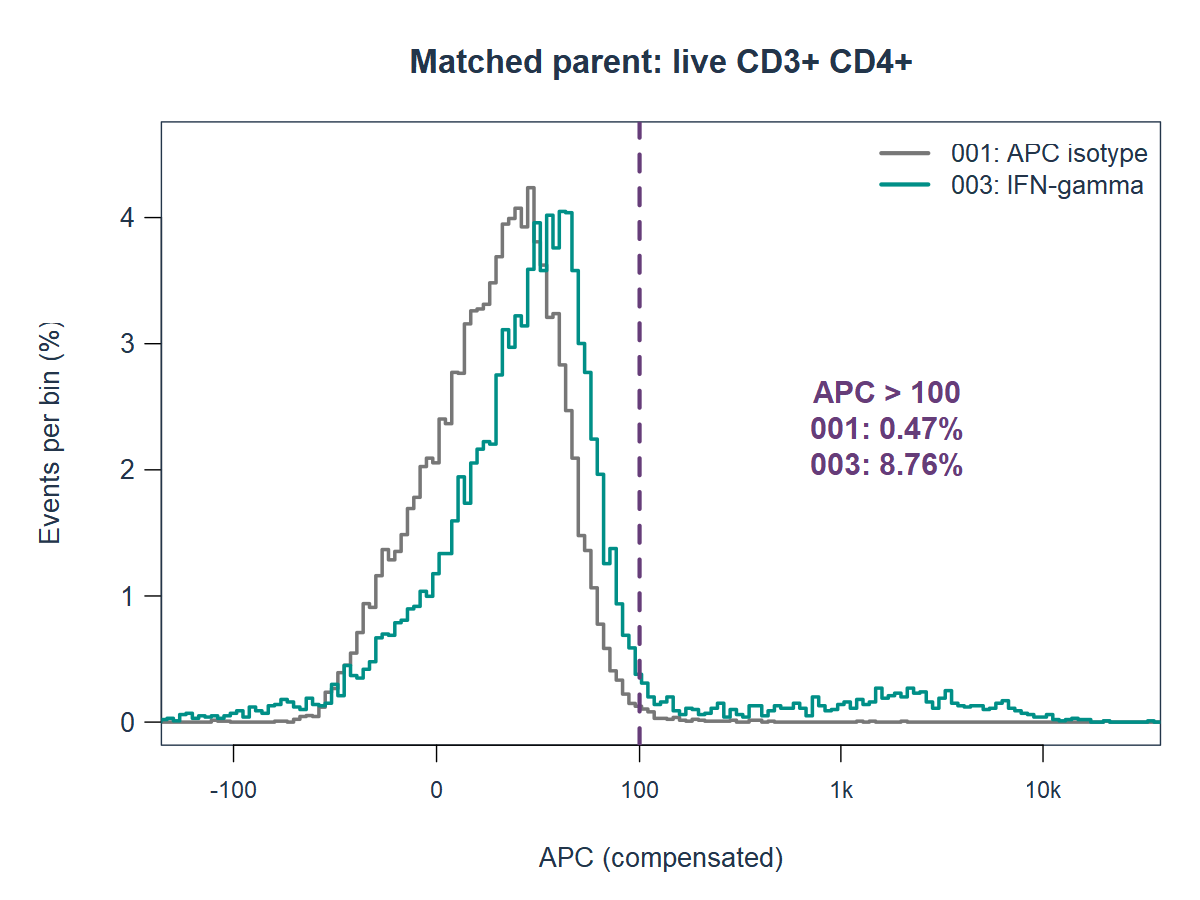 Matched parent: live CD3+ CD4+
001: APC isotype
003: IFN-gamma
4
3
2
1
0
Events per bin (%)
APC > 100
001: 0.47%
003: 8.76%
-100
0
100
1k
10k
APC (compensated)